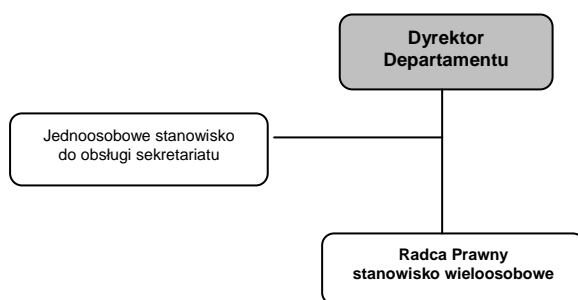 Dyrektor
Departamentu
Jednoosobowe stanowisko
do obsługi sekretariatu
Radca Prawny
stanowisko wieloosobowe